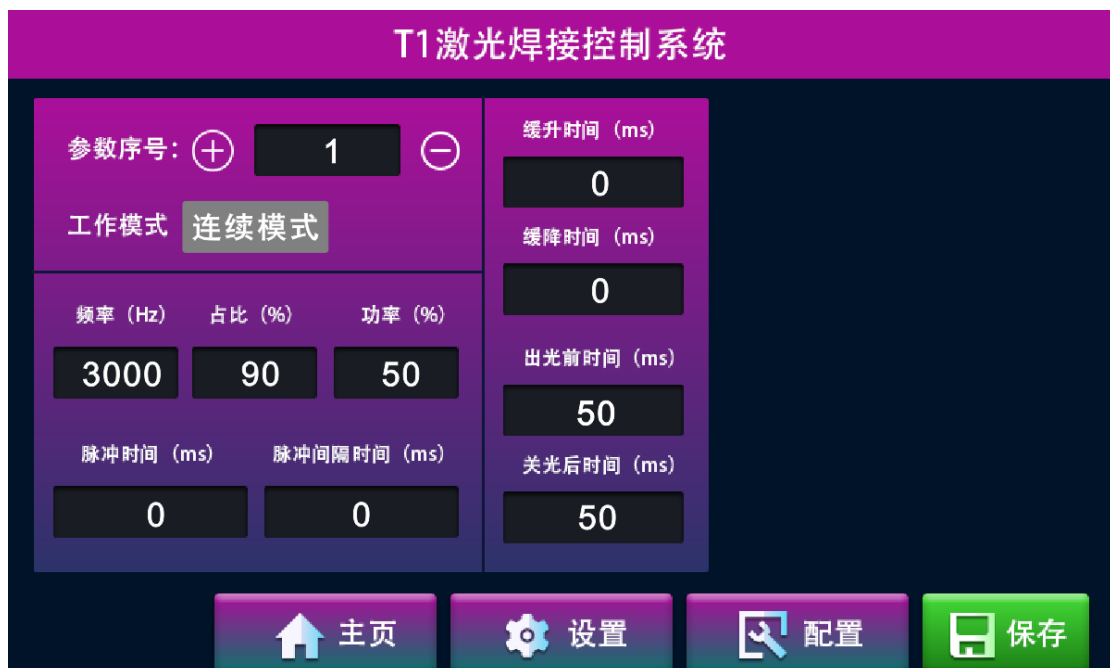 T1激光焊接控制系统
参数序号: 1
工作模式 连续模式
频率（Hz） 占比（%） 功率（%）
3000 90 50
脉冲时间（ms） 脉冲间隔时间（ms）
0 0
缓升时间（ms）
0
缓降时间（ms）
0
出光前时间（ms）
50
关光后时间（ms）
50
主页 设置 配置 保存